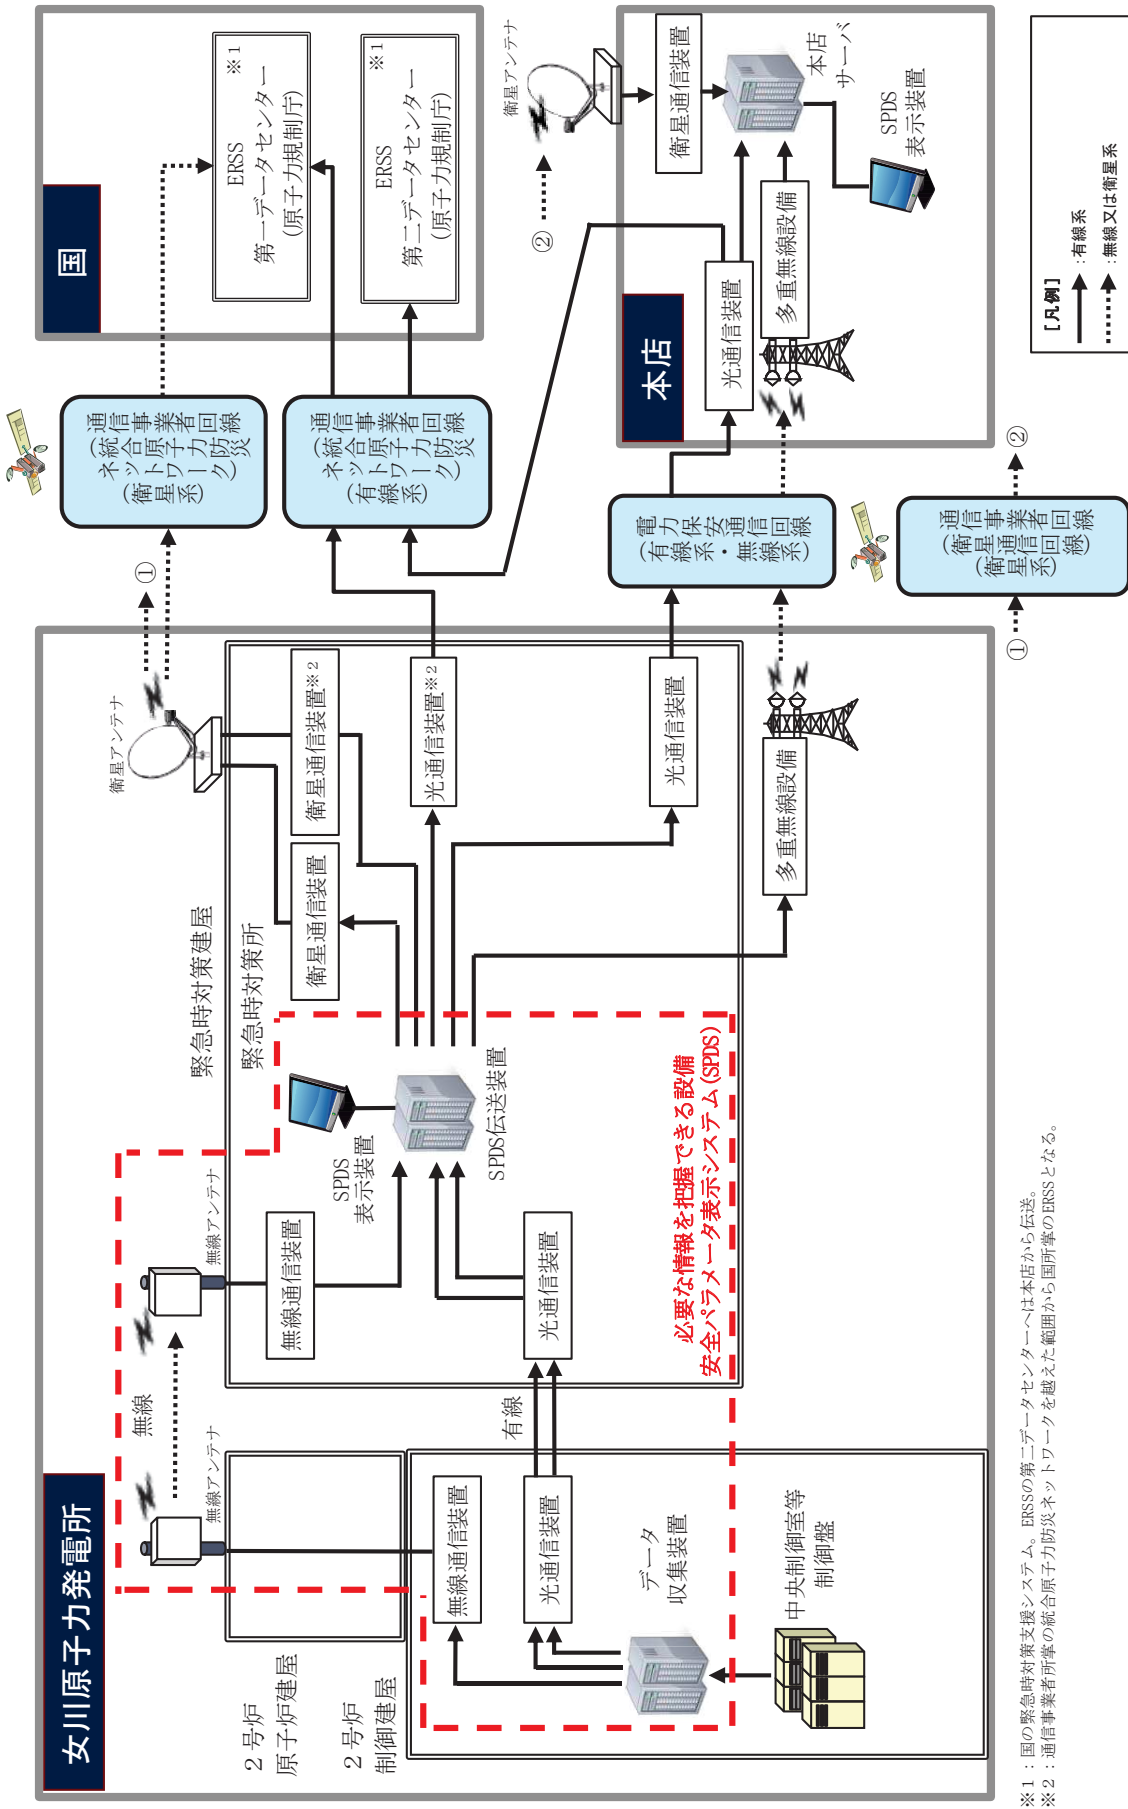 女川原子力発電所
2号炉
原子炉建屋
2号炉
制御建屋
無線アンテナ
無線
無線アンテナ
無線通信装置
光通信装置
データ
収集装置
中央制御室等
制御盤
有線
緊急時対策建屋
緊急時対策所
無線通信装置
光通信装置
SPDS
表示装置
SPDS伝送装置
必要な情報を把握できる設備
安全パラメータ表示システム(SPDS)
衛星アンテナ
衛星通信装置
衛星通信装置※2
光通信装置※2
光通信装置
多重無線設備
①
通信事業者回線
(統合原子力防災
ネットワーク)
(衛星系)
通信事業者回線
(統合原子力防災
ネットワーク)
(有線系)
電力保安通信回線
(有線系・無線系)
①
通信事業者回線
(衛星通信回線)
(衛星系)
②
国
ERSS ※1
第一データセンター
(原子力規制庁)
ERSS ※1
第二データセンター
(原子力規制庁)
本店
②
衛星アンテナ
衛星通信装置
光通信装置
多重無線設備
本店
サーバ
SPDS
表示装置
[凡例]
:有線系
:無線又は衛星系
※1:国の緊急時対策支援システム。ERSSの第二データセンターへは本店から伝送。
※2:通信事業者所掌の統合原子力防災ネットワークを越えた範囲から国所掌のERSSとなる。